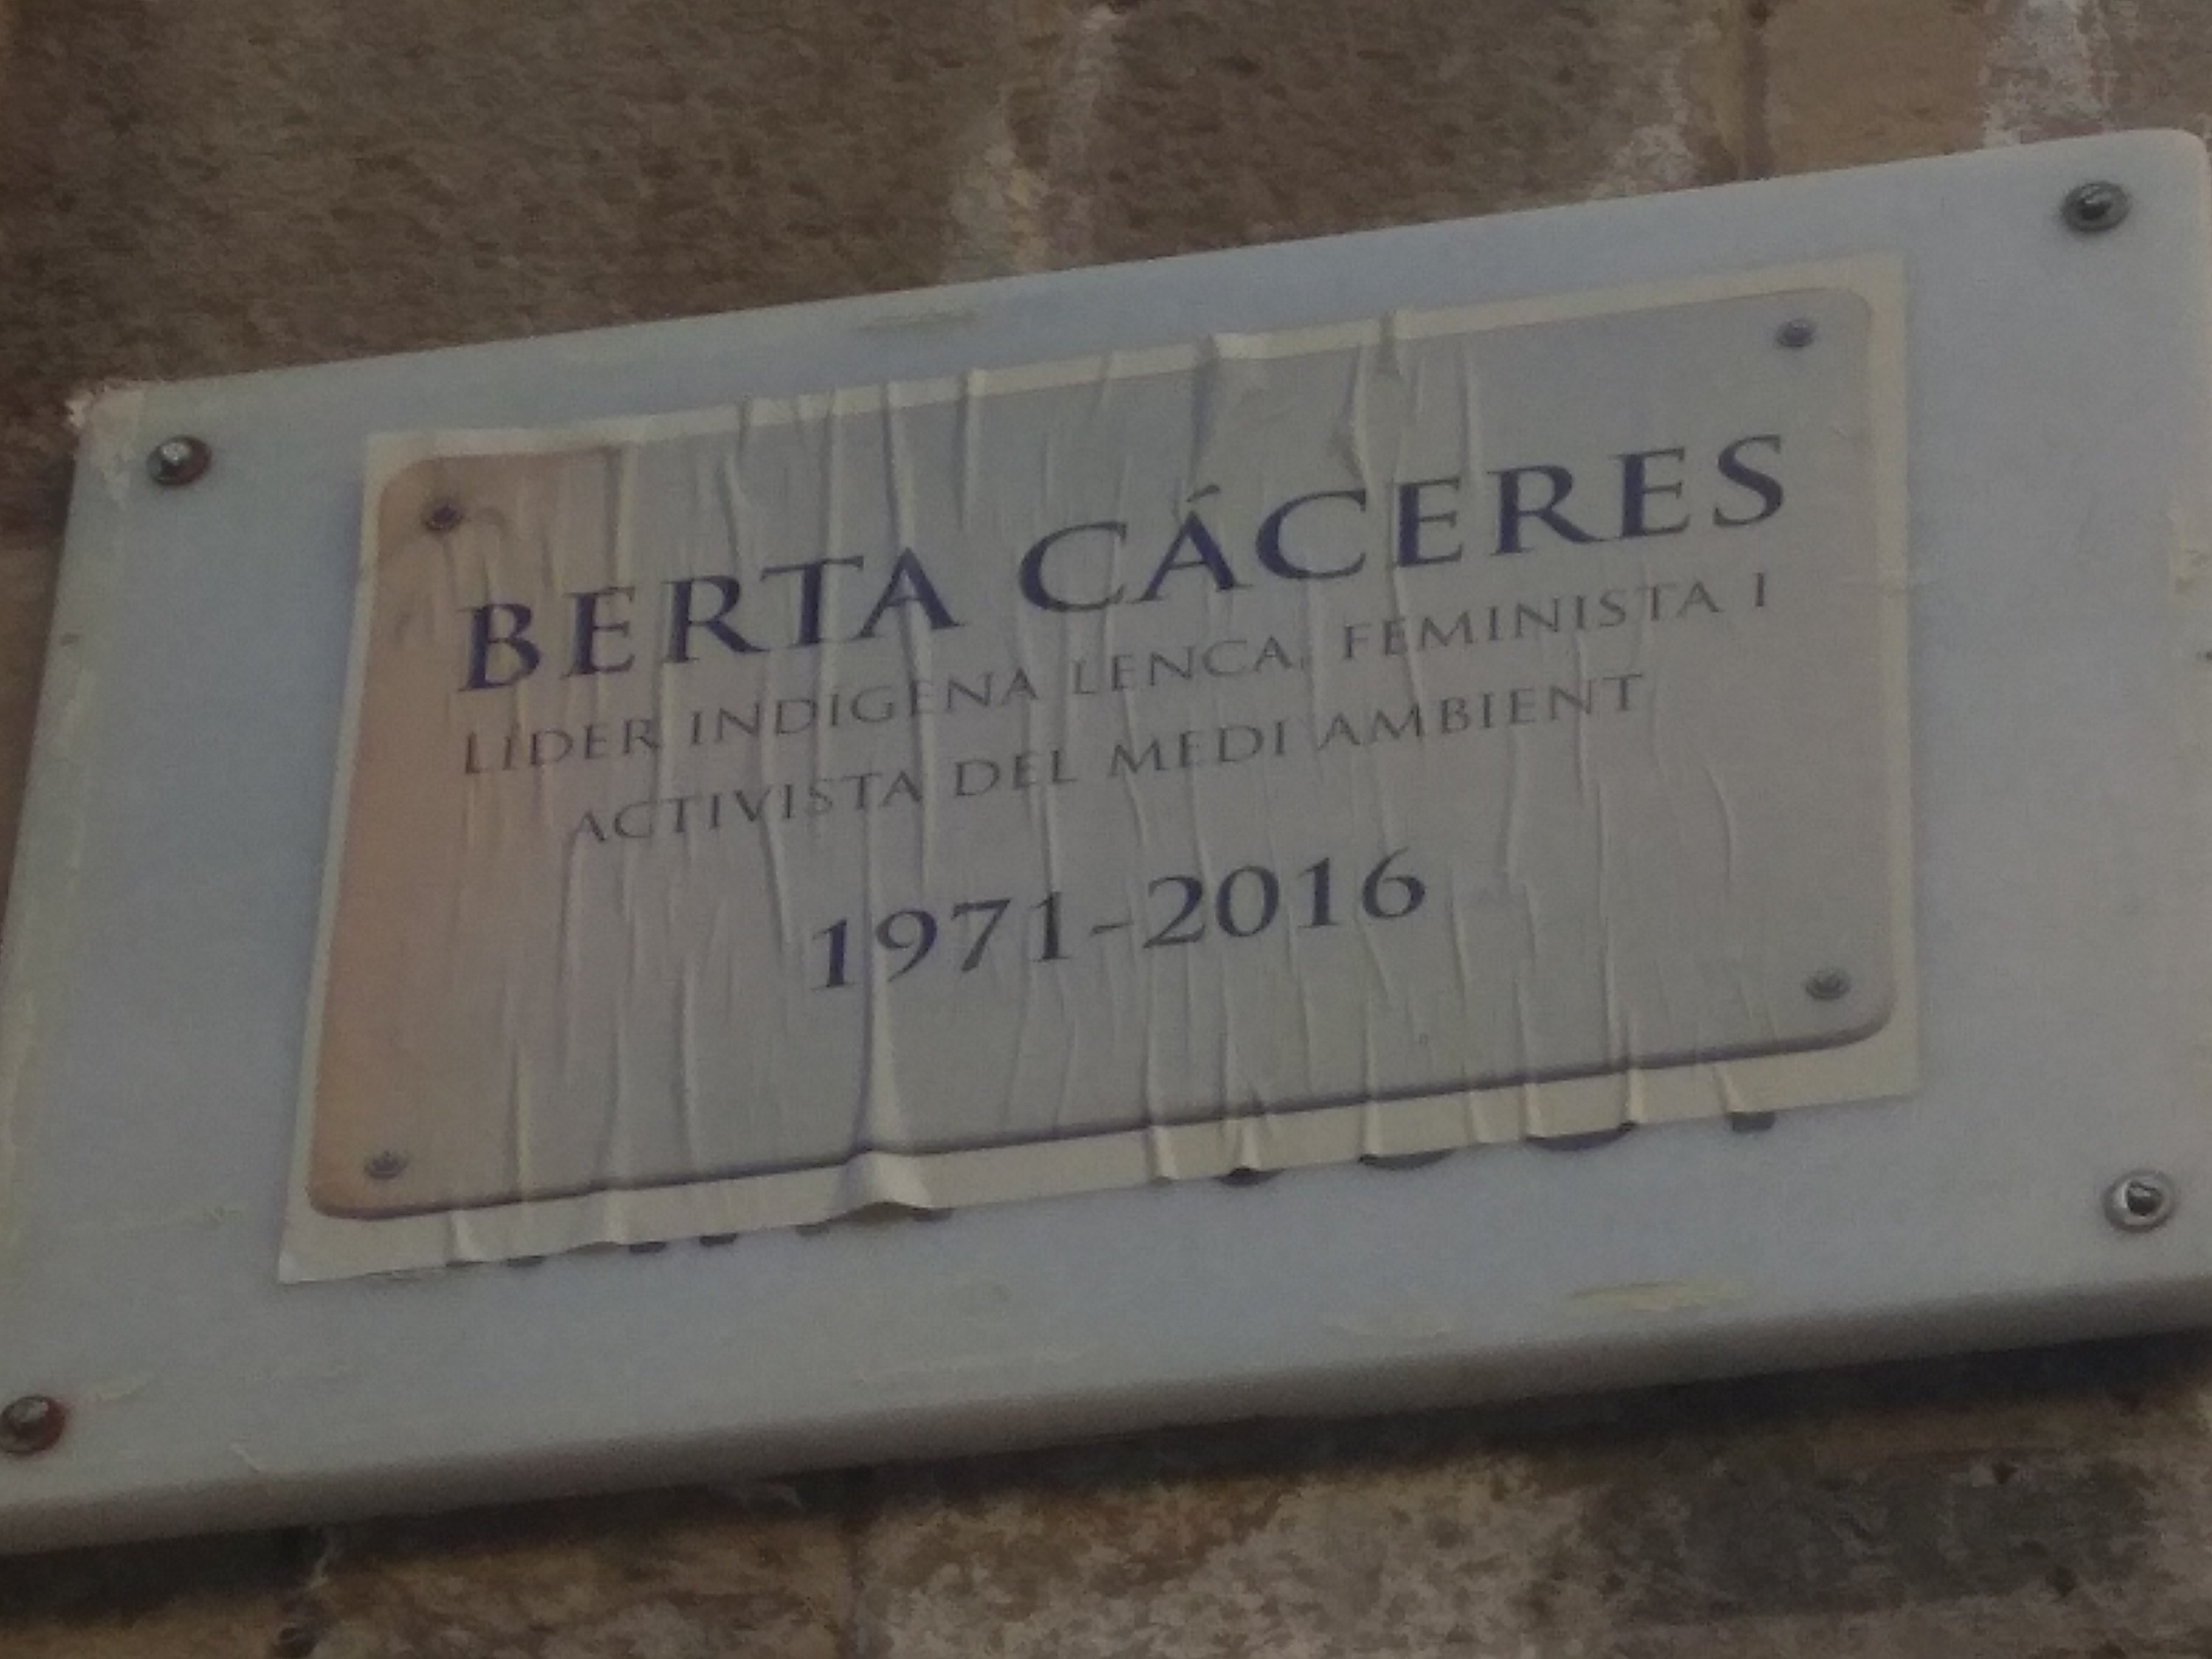 BERTA CÁCERES
LIDER INDIGENA LENCA, FEMINISTA I
ACTIVISTA DEL MEDI AMBIENT
1971-2016